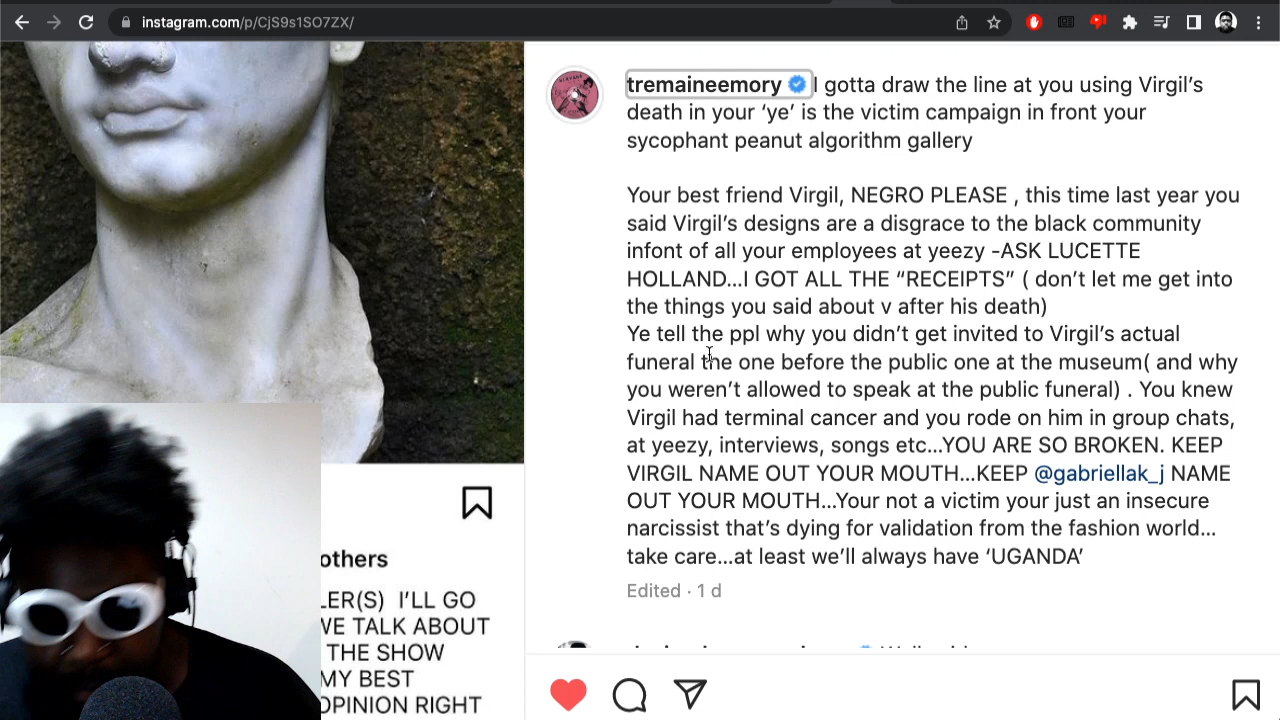 instagram.com/p/CjS9s1SO7ZX/
tremaineemory I gotta draw the line at you using Virgil’s
death in your ‘ye’ is the victim campaign in front your
sycophant peanut algorithm gallery
Your best friend Virgil, NEGRO PLEASE , this time last year you
said Virgil’s designs are a disgrace to the black community
infont of all your employees at yeezy -ASK LUCETTE
HOLLAND...I GOT ALL THE “RECEIPTS” ( don’t let me get into
the things you said about v after his death)
Ye tell the ppl why you didn’t get invited to Virgil’s actual
funeral the one before the public one at the museum( and why
you weren’t allowed to speak at the public funeral) . You knew
Virgil had terminal cancer and you rode on him in group chats,
at yeezy, interviews, songs etc...YOU ARE SO BROKEN. KEEP
VIRGIL NAME OUT YOUR MOUTH...KEEP @gabriellak_j NAME
OUT YOUR MOUTH...Your not a victim your just an insecure
narcissist that’s dying for validation from the fashion world...
take care...at least we’ll always have ‘UGANDA’
Edited · 1 d
others
LER(S) I’LL GO
WE TALK ABOUT
THE SHOW
MY BEST
OPINION RIGHT